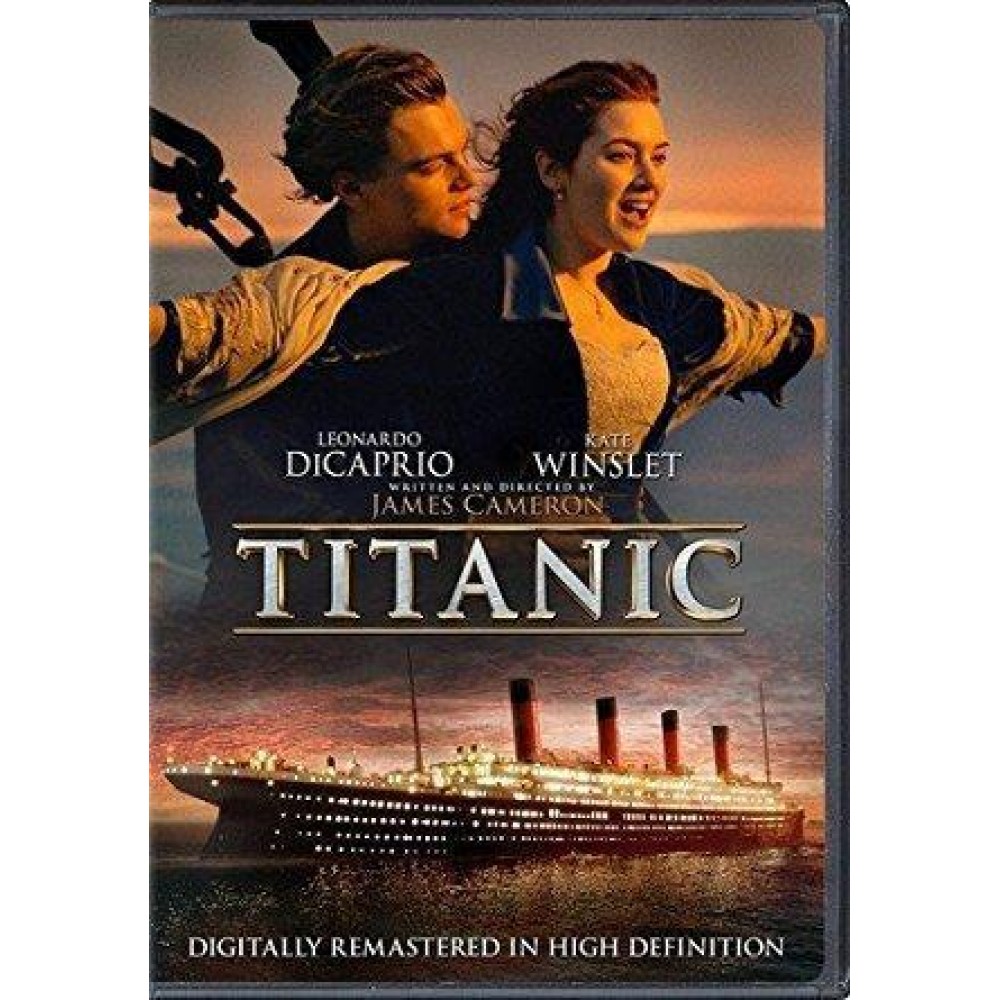 LEONARDO
DiCAPRIO
KATE
WINSLET
WRITTEN AND DIRECTED BY
JAMES CAMERON
TITANIC
DIGITALLY REMASTERED IN HIGH DEFINITION